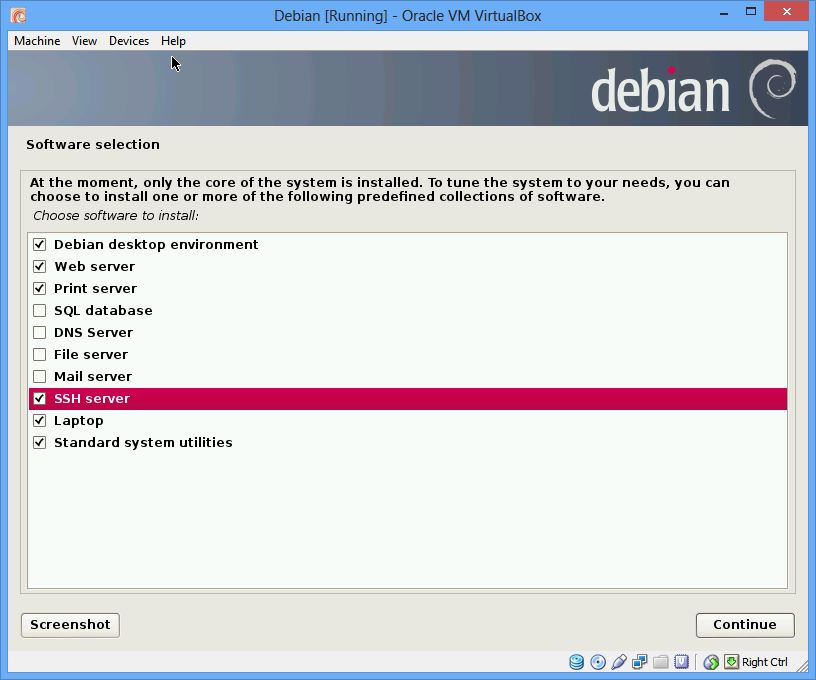 Debian [Running] - Oracle VM VirtualBox
Machine View Devices Help
debian
Software selection
At the moment, only the core of the system is installed. To tune the system to your needs, you can
choose to install one or more of the following predefined collections of software.
Choose software to install:
Debian desktop environment
Web server
Print server
SQL database
DNS Server
File server
Mail server
SSH server
Laptop
Standard system utilities
Screenshot
Continue
Right Ctrl